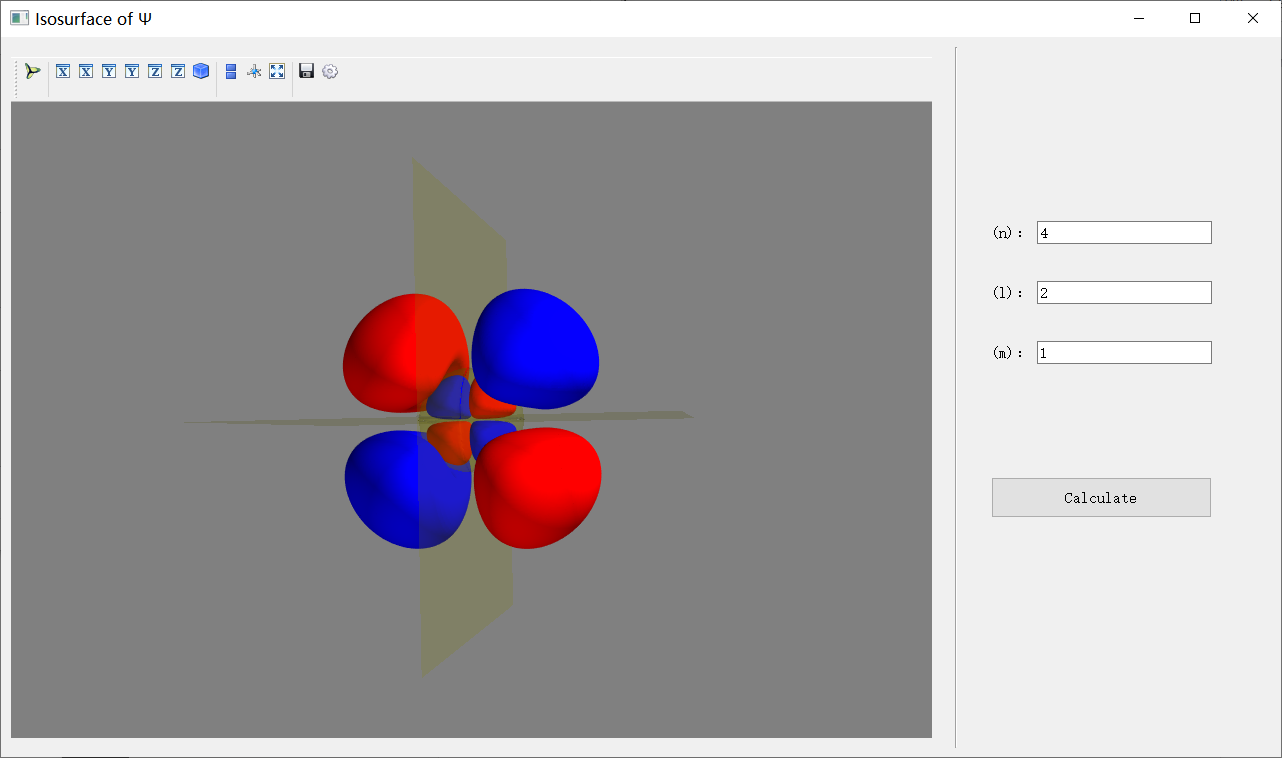 Isosurface of Ψ
X X Y Y Z Z
(n)： 4
(l)： 2
(m)： 1
Calculate